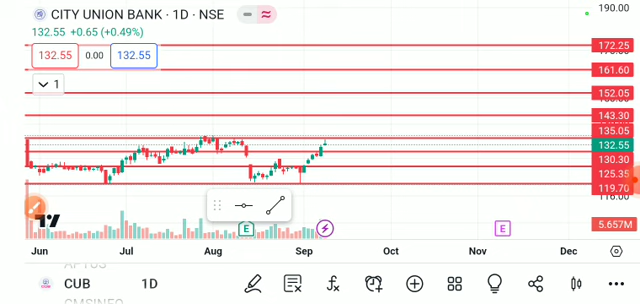 CITY UNION BANK · 1D · NSE
132.55 +0.65 (+0.49%)
132.55 0.00 132.55
1
190.00
172.25
161.60
152.05
143.30
135.05
132.55
130.30
125.35
119.70
116.00
5.657M
E
E
Jun Jul Aug Sep Oct Nov Dec
CUB 1D